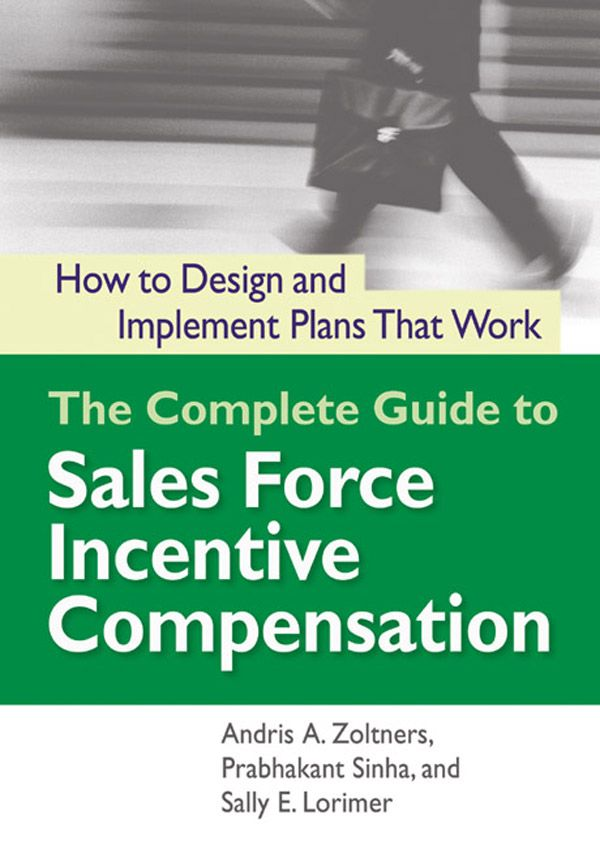 How to Design and
Implement Plans That Work
The Complete Guide to
Sales Force
Incentive
Compensation
Andris A. Zoltners,
Prabhakant Sinha, and
Sally E. Lorimer